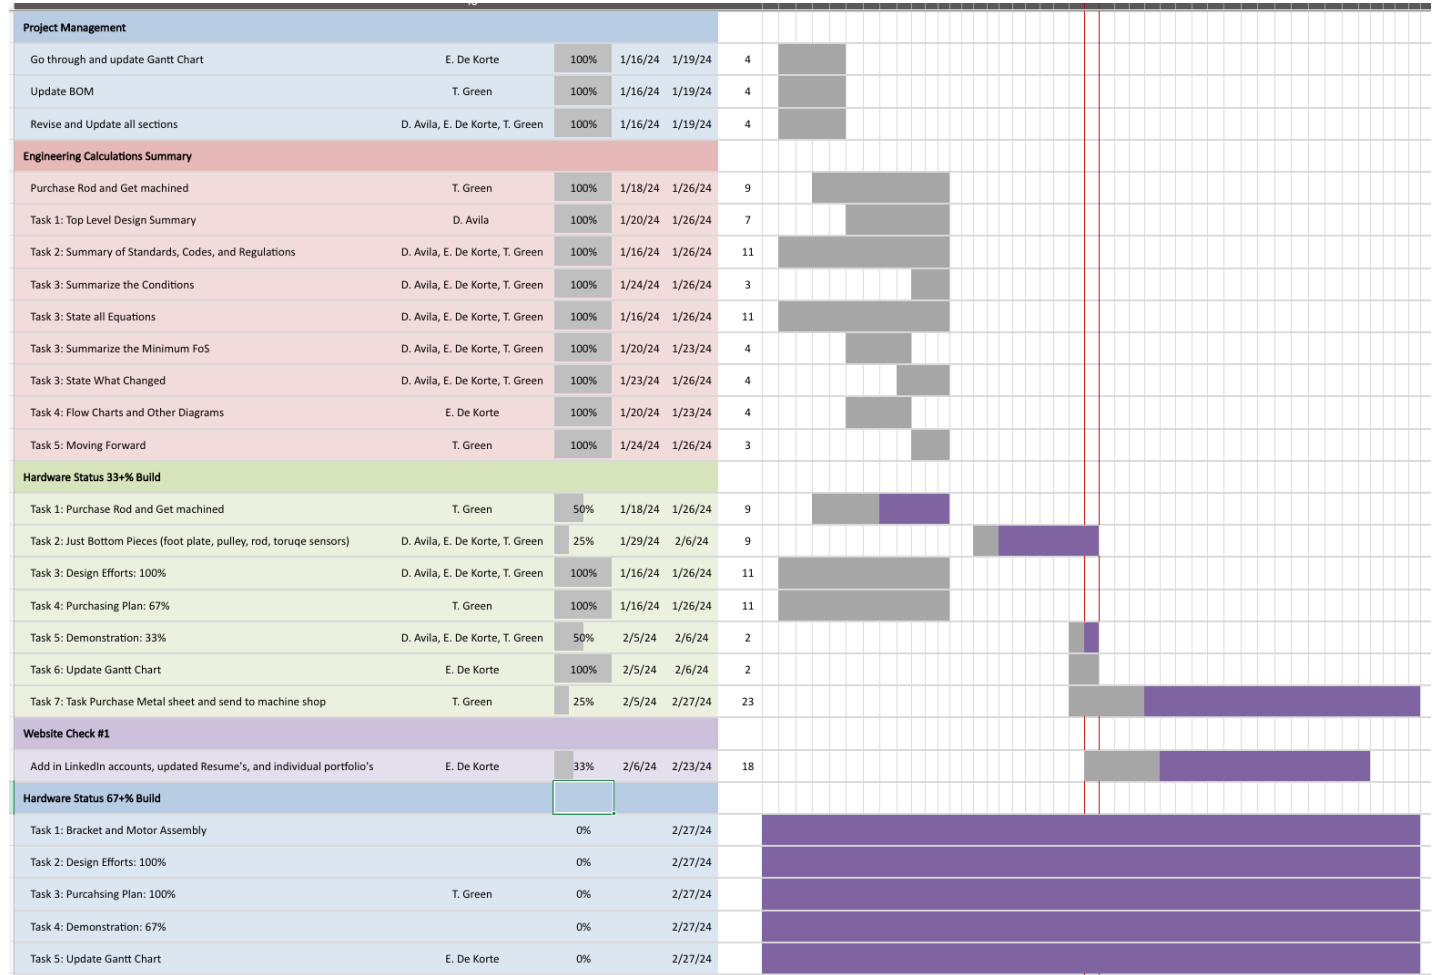 Project Management
Go through and update Gantt Chart E. De Korte 100% 1/16/24 1/19/24 4
Update BOM T. Green 100% 1/16/24 1/19/24 4
Revise and Update all sections D. Avila, E. De Korte, T. Green 100% 1/16/24 1/19/24 4
Engineering Calculations Summary
Purchase Rod and Get machined T. Green 100% 1/18/24 1/26/24 9
Task 1: Top Level Design Summary D. Avila 100% 1/20/24 1/26/24 7
Task 2: Summary of Standards, Codes, and Regulations D. Avila, E. De Korte, T. Green 100% 1/16/24 1/26/24 11
Task 3: Summarize the Conditions D. Avila, E. De Korte, T. Green 100% 1/24/24 1/26/24 3
Task 3: State all Equations D. Avila, E. De Korte, T. Green 100% 1/16/24 1/26/24 11
Task 3: Summarize the Minimum FoS D. Avila, E. De Korte, T. Green 100% 1/20/24 1/23/24 4
Task 3: State What Changed D. Avila, E. De Korte, T. Green 100% 1/23/24 1/26/24 4
Task 4: Flow Charts and Other Diagrams E. De Korte 100% 1/20/24 1/23/24 4
Task 5: Moving Forward T. Green 100% 1/24/24 1/26/24 3
Hardware Status 33+% Build
Task 1: Purchase Rod and Get machined T. Green 50% 1/18/24 1/26/24 9
Task 2: Just Bottom Pieces (foot plate, pulley, rod, toruqe sensors) D. Avila, E. De Korte, T. Green 25% 1/29/24 2/6/24 9
Task 3: Design Efforts: 100% D. Avila, E. De Korte, T. Green 100% 1/16/24 1/26/24 11
Task 4: Purchasing Plan: 67% T. Green 100% 1/16/24 1/26/24 11
Task 5: Demonstration: 33% D. Avila, E. De Korte, T. Green 50% 2/5/24 2/6/24 2
Task 6: Update Gantt Chart E. De Korte 100% 2/5/24 2/6/24 2
Task 7: Task Purchase Metal sheet and send to machine shop T. Green 25% 2/5/24 2/27/24 23
Website Check #1
Add in LinkedIn accounts, updated Resume's, and individual portfolio's E. De Korte 33% 2/6/24 2/23/24 18
Hardware Status 67+% Build
Task 1: Bracket and Motor Assembly 0% 2/27/24
Task 2: Design Efforts: 100% 0% 2/27/24
Task 3: Purcahsing Plan: 100% T. Green 0% 2/27/24
Task 4: Demonstration: 67% 0% 2/27/24
Task 5: Update Gantt Chart E. De Korte 0% 2/27/24